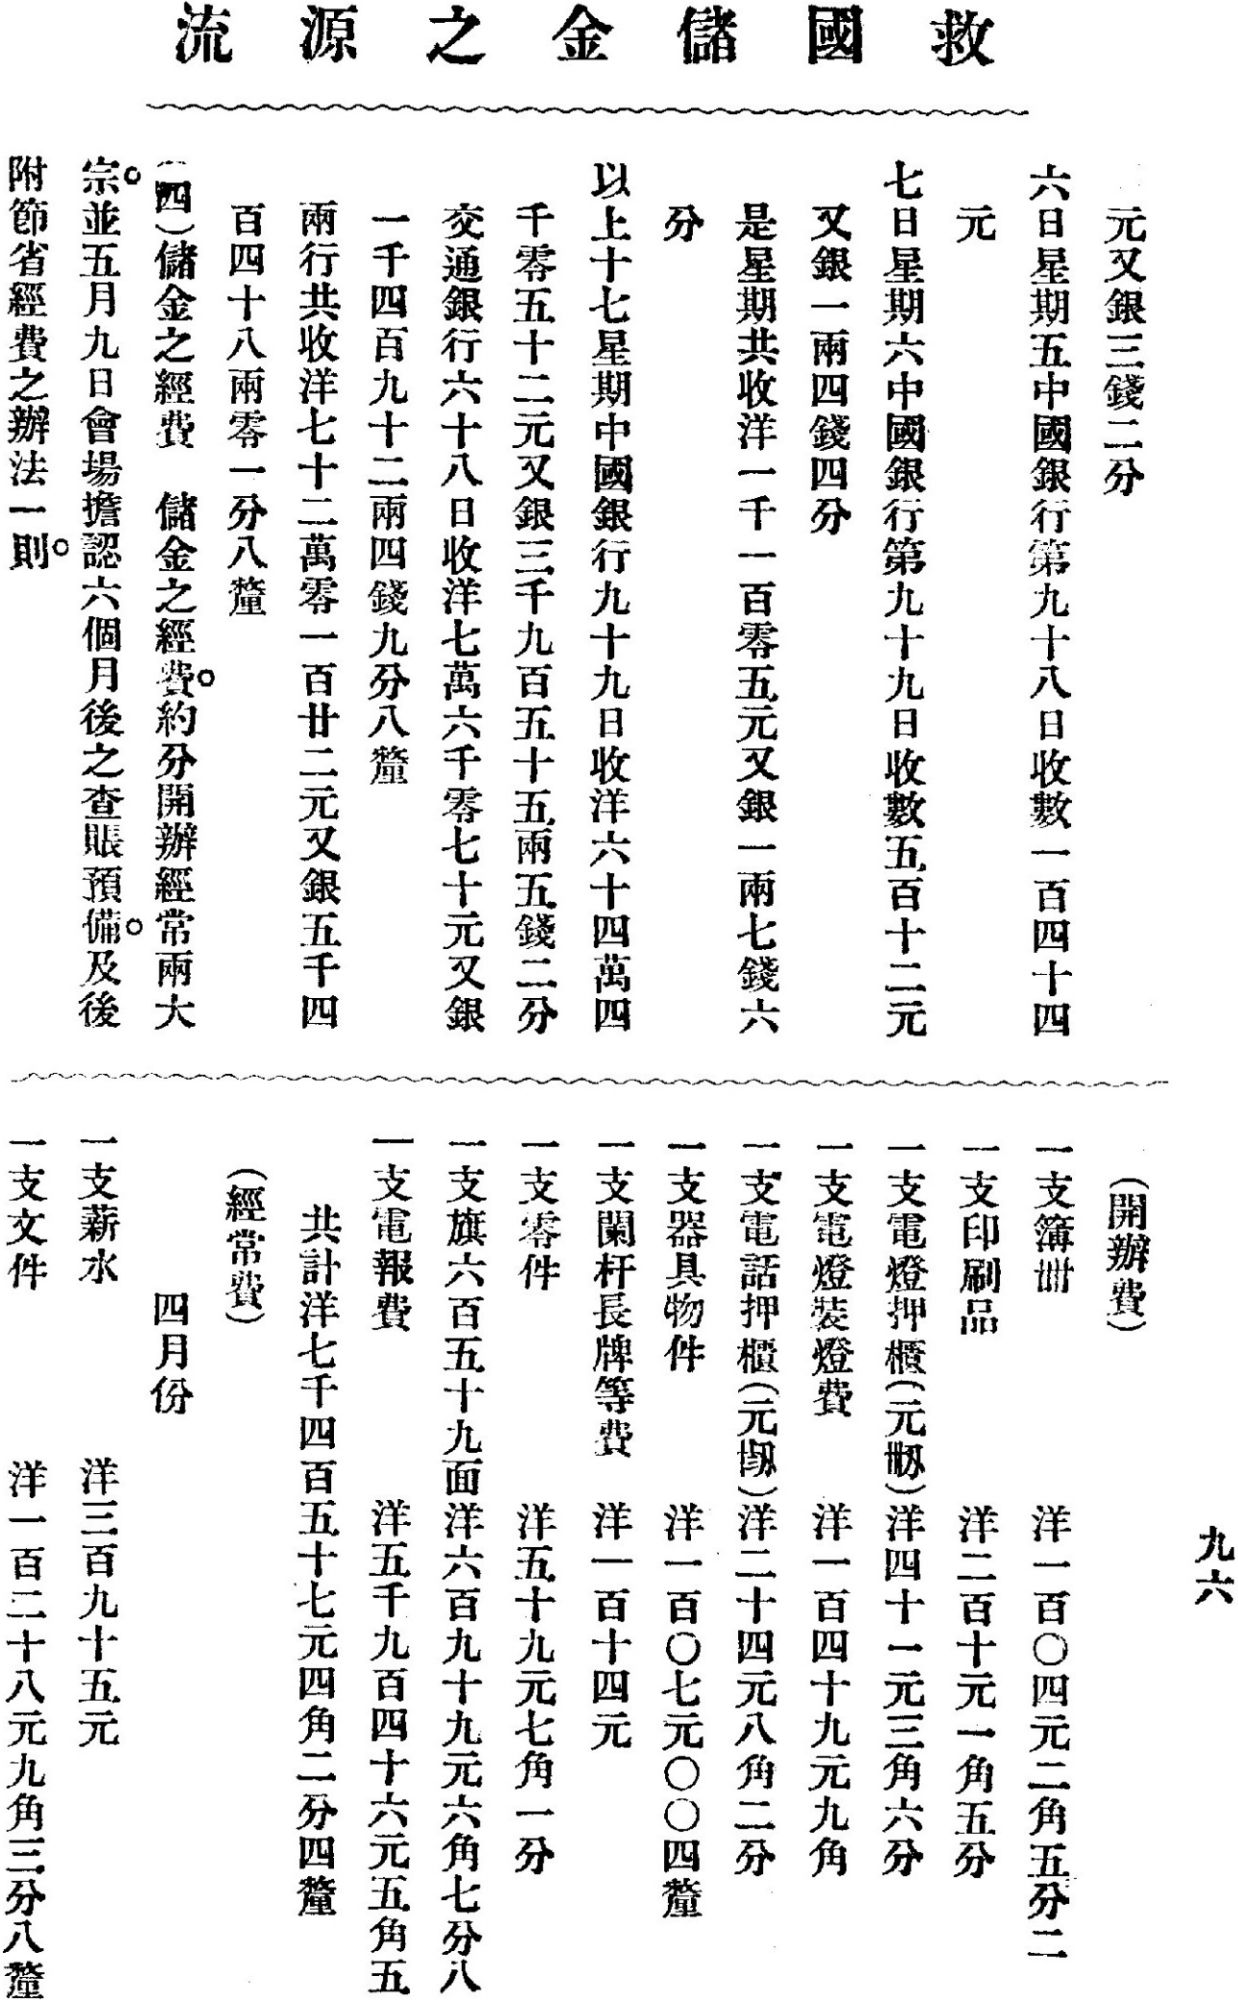 救國儲金之源流
元又銀三錢二分
六日星期五中國銀行第九十八日收數一百四十四
元
七日星期六中國銀行第九十九日收數五百十二元
又銀一兩四錢四分
是星期共收洋一千一百零五元又銀一兩七錢六
分
以上十七星期中國銀行九十九日收洋六十四萬四
千零五十二元又銀三千九百五十五兩五錢二分
交通銀行六十八日收洋七萬六千零七十元又銀
一千四百九十二兩四錢九分八釐
兩行共收洋七十二萬零一百廿二元又銀五千四
百四十八兩零一分八釐
(四)儲金之經費　儲金之經費。約分開辦經常兩大
宗。並五月九日會場擔認六個月後之查賬預備。及後
附節省經費之辦法一則。
九六
(開辦費)
一支簿冊　洋一百〇四元二角五分二
一支印刷品　洋二百十元一角五分
一支電燈押櫃(元)洋四十一元三角六分
一支電燈裝燈費　洋一百四十九元九角
一支電話押櫃(元)洋二十四元八角二分
一支器具物件　洋一百〇七元〇〇四釐
一支闌杆長牌等費　洋一百十四元
一支零件　洋五十九元七角一分
一支旗六百五十九面洋六百九十九元六角七分八
一支電報費　洋五千九百四十六元五角五
共計洋七千四百五十七元四角二分四釐
(經常費)
四月份
一支薪水　洋三百九十五元
一支文件　洋一百二十八元九角三分八釐